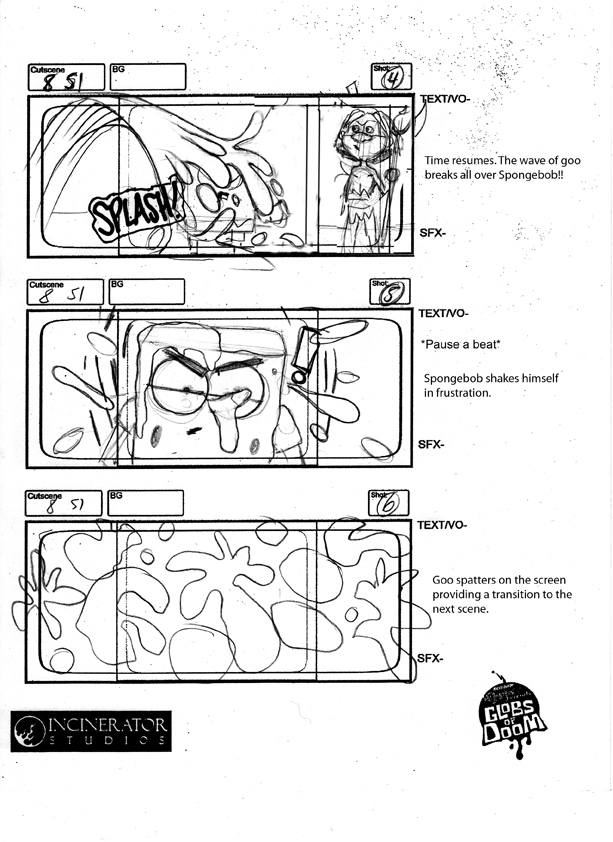 Cutscene
8 51
BG
Shot
4
TEXT/VO-
SPLASH!
Time resumes. The wave of goo
breaks all over Spongebob!!
SFX-
Cutscene
8 51
BG
Shot
5
TEXT/VO-
*Pause a beat*
Spongebob shakes himself
in frustration.
SFX-
Cutscene
8 51
BG
Shot
6
TEXT/VO-
Goo spatters on the screen
providing a transition to the
next scene.
SFX-
INCINERATOR
STUDIOS
GLOBS
OF
DOOM